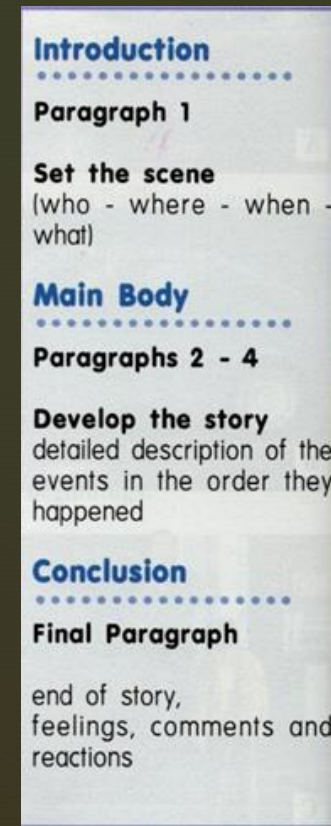 Introduction
Paragraph 1
Set the scene
(who - where - when -
what)
Main Body
Paragraphs 2 - 4
Develop the story
detailed description of the
events in the order they
happened
Conclusion
Final Paragraph
end of story,
feelings, comments and
reactions